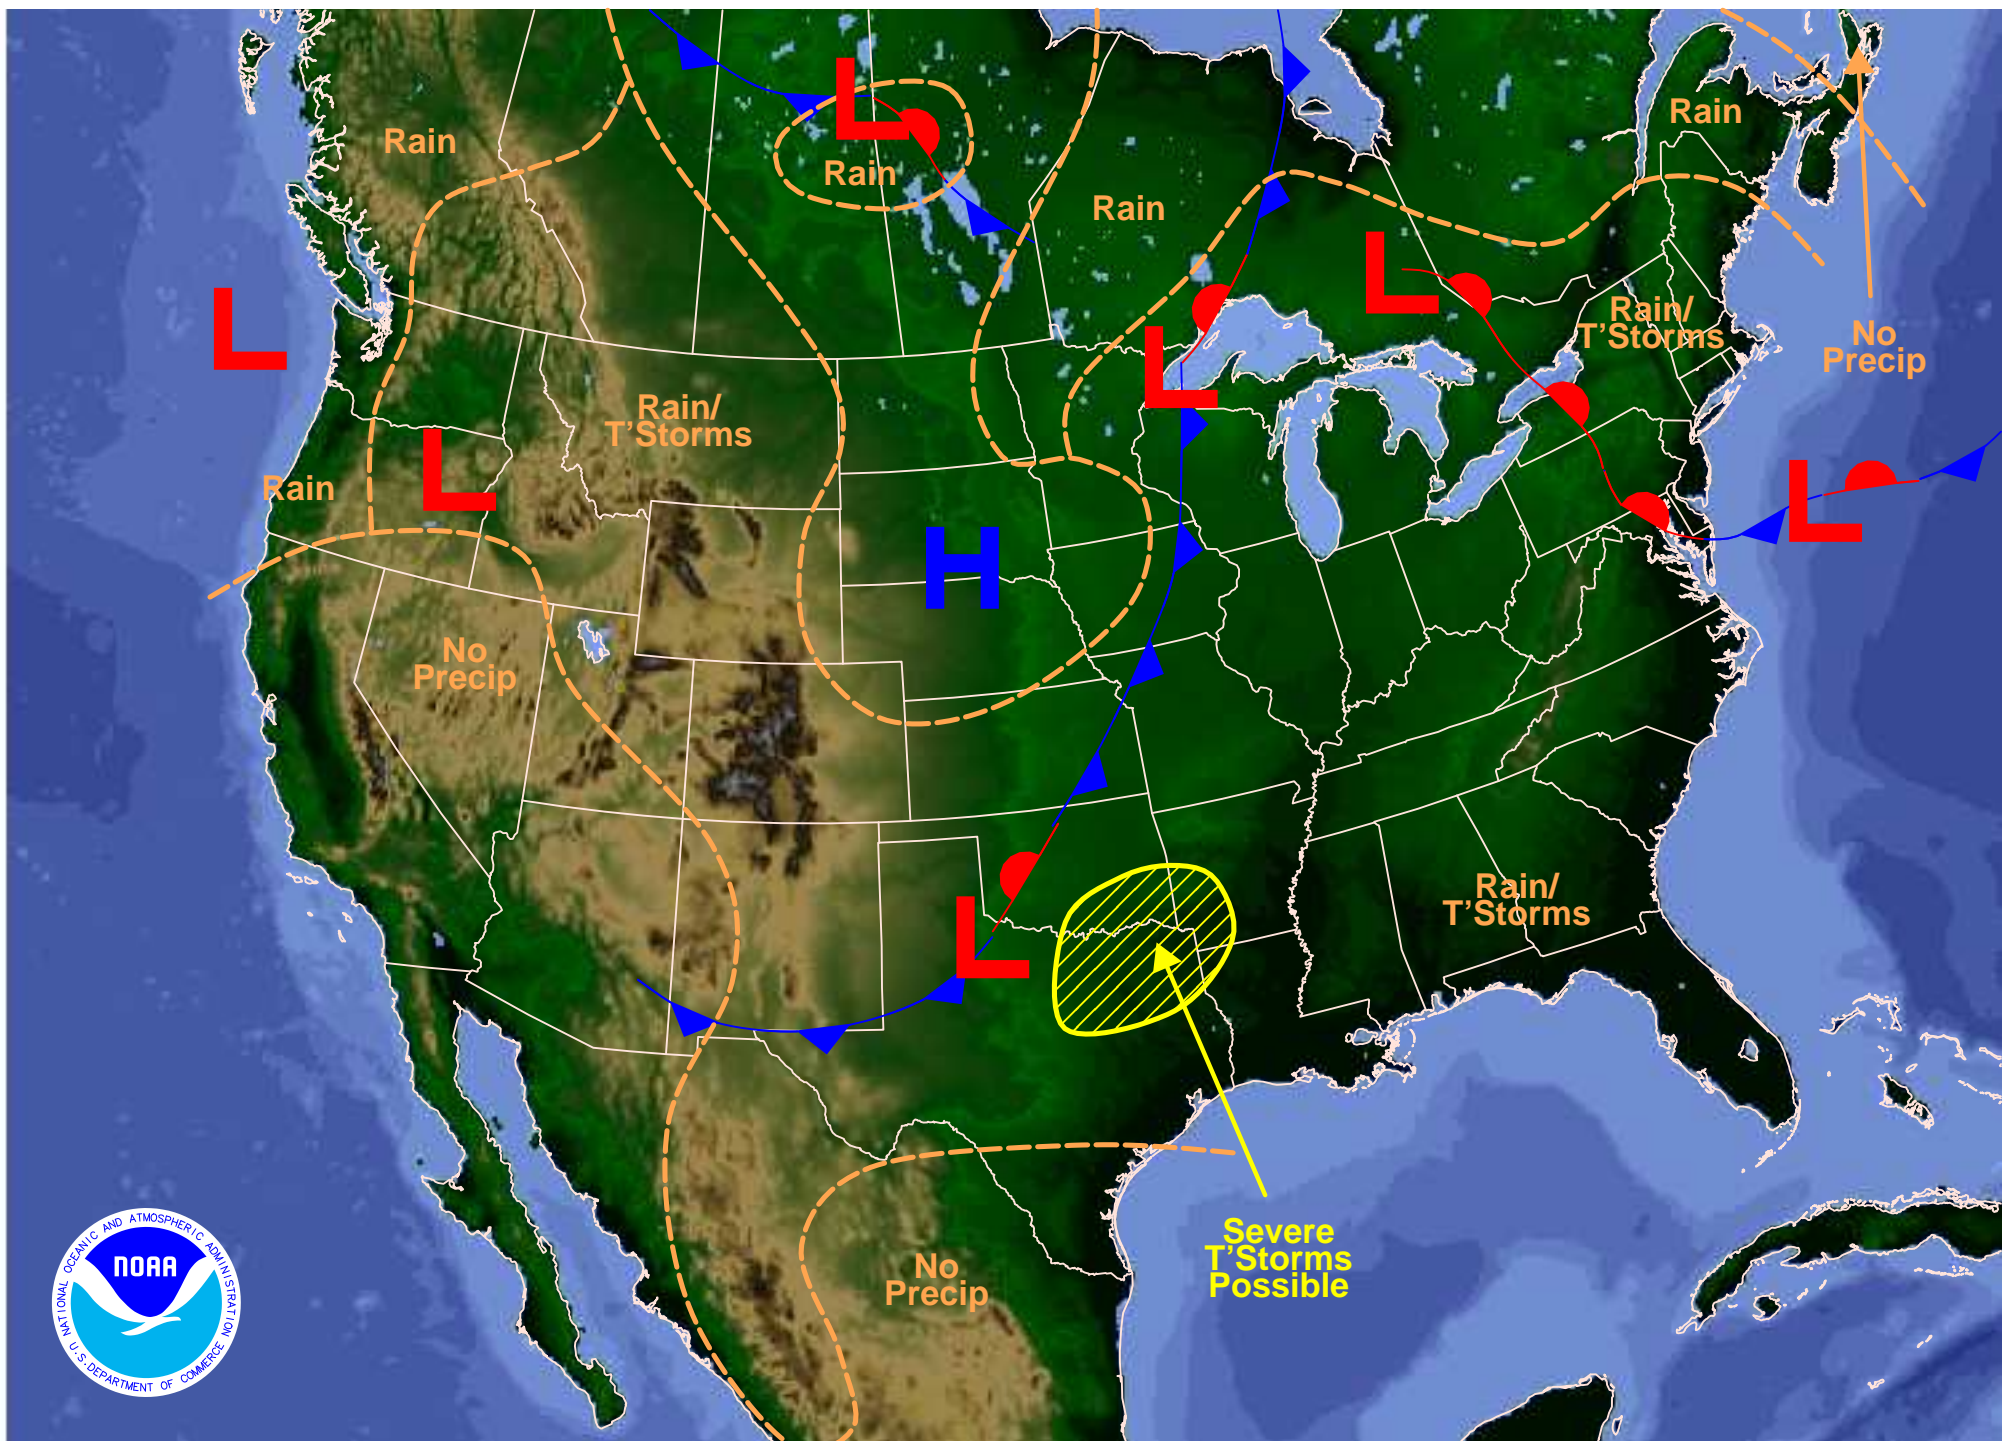 L
Rain
Rain
Rain
Rain
L
L
L
Rain/
T'Storms
No
Precip
Rain/
T'Storms
L
L
Rain
L
H
No
Precip
Rain/
T'Storms
L
Severe
T'Storms
Possible
No
Precip
NATIONAL OCEANIC AND ATMOSPHERIC ADMINISTRATION
NOAA
U.S. DEPARTMENT OF COMMERCE